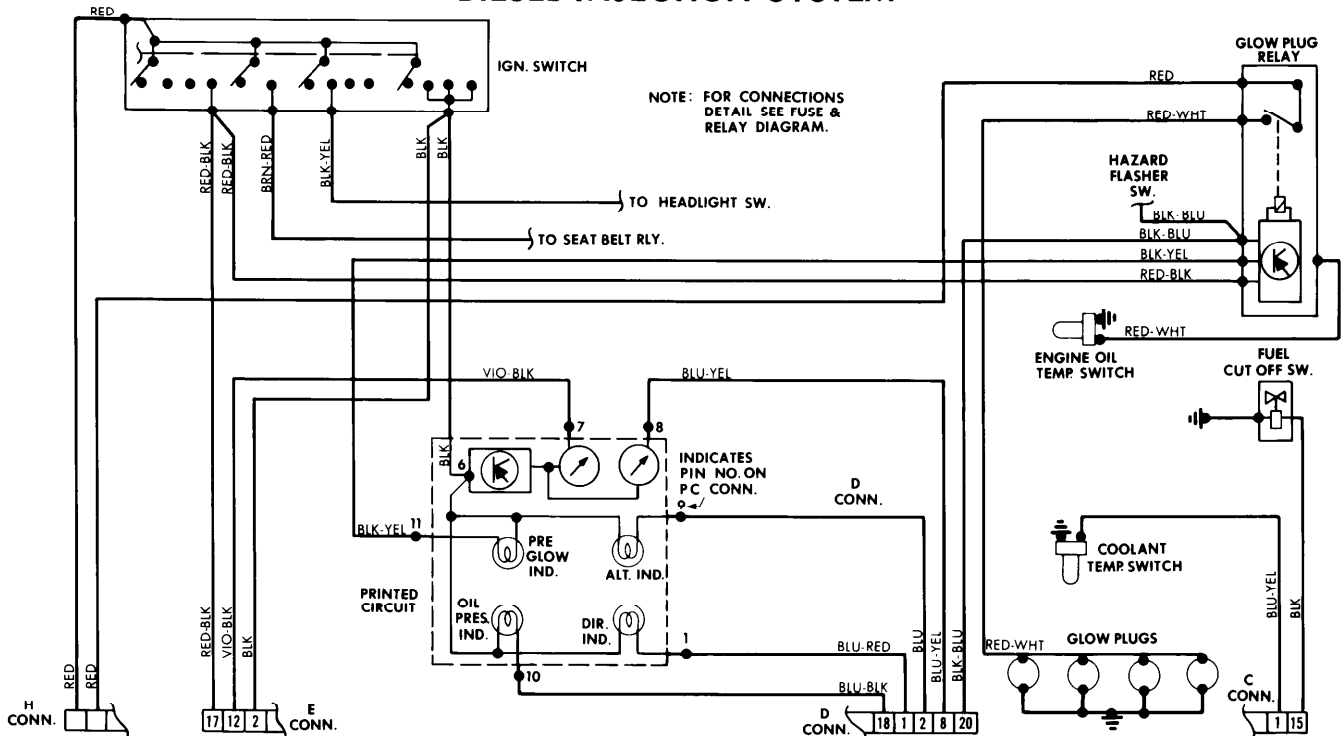 RED
IGN. SWITCH
NOTE: FOR CONNECTIONS
DETAIL SEE FUSE &
RELAY DIAGRAM.
GLOW PLUG
RELAY
RED
RED-WHT
HAZARD
FLASHER
SW.
BLK-BLU
BLK-BLU
BLK-YEL
RED-BLK
RED-BLK
RED-BLK
BRN-RED
BLK-YEL
BLK
BLK
TO HEADLIGHT SW.
TO SEAT BELT RLY.
ENGINE OIL
TEMP. SWITCH
RED-WHT
FUEL
CUT OFF SW.
VIO-BLK
BLU-YEL
7
8
BLK
6
INDICATES
PIN NO. ON
PC CONN.
9
D
CONN.
BLK-YEL
11
PRE
GLOW
IND.
ALT. IND.
PRINTED
CIRCUIT
OIL
PRES.
IND.
DIR.
IND.
1
10
COOLANT
TEMP. SWITCH
BLU-YEL
BLK
BLU-RED
BLU-BLK
BLU
BLU-YEL
BLK-BLU
RED-WHT
GLOW PLUGS
RED
RED
RED-BLK
VIO-BLK
BLK
H
CONN.
17 12 2
E
CONN.
D
CONN.
18 1 2 8 20
C
CONN.
1 15